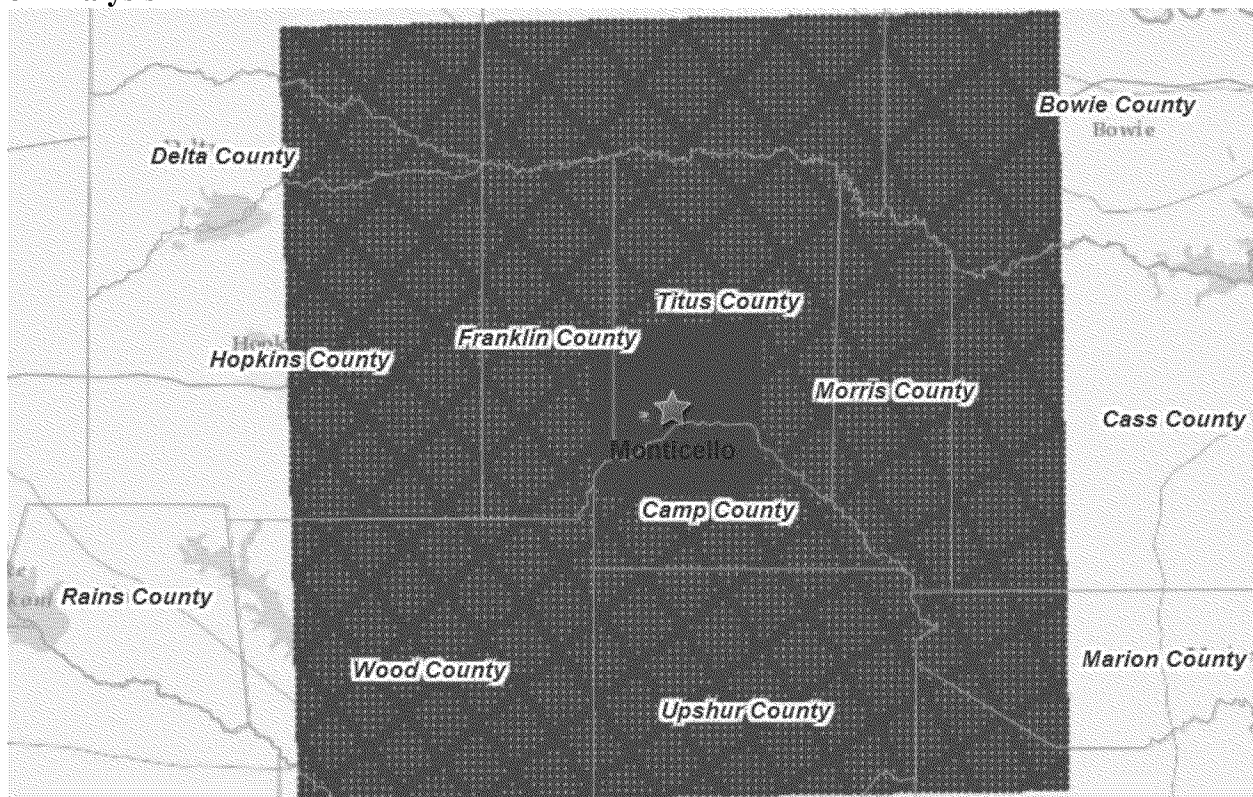 Bowie County
Bowie
Delta County
Titus County
Franklin County
Hopkins County
Morris County
Cass County
Monticello
Camp County
Rains County
Marion County
Wood County
Upshur County